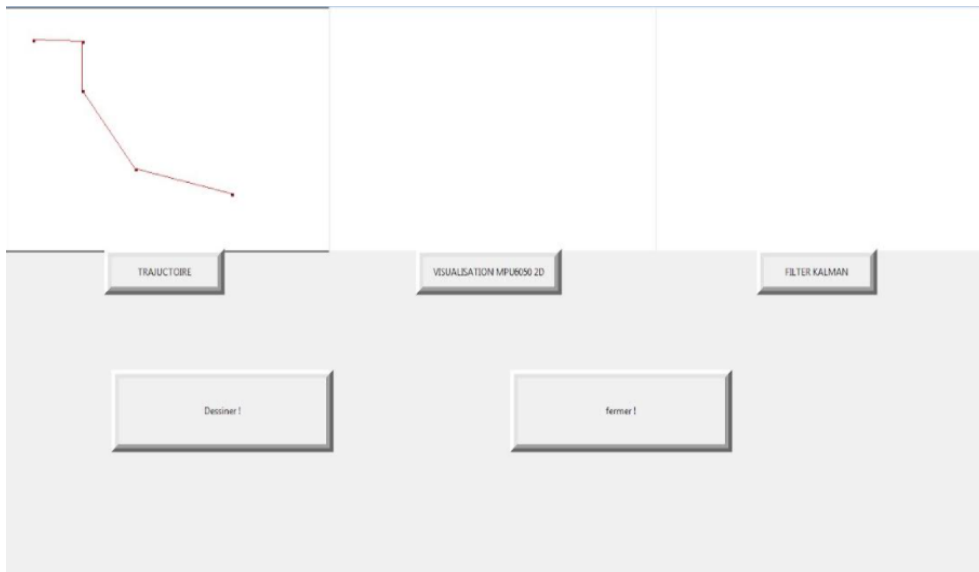 TRAJUCTOIRE
VISUALISATION MPU6050 2D
FILTER KALMAN
Dessiner !
fermer !